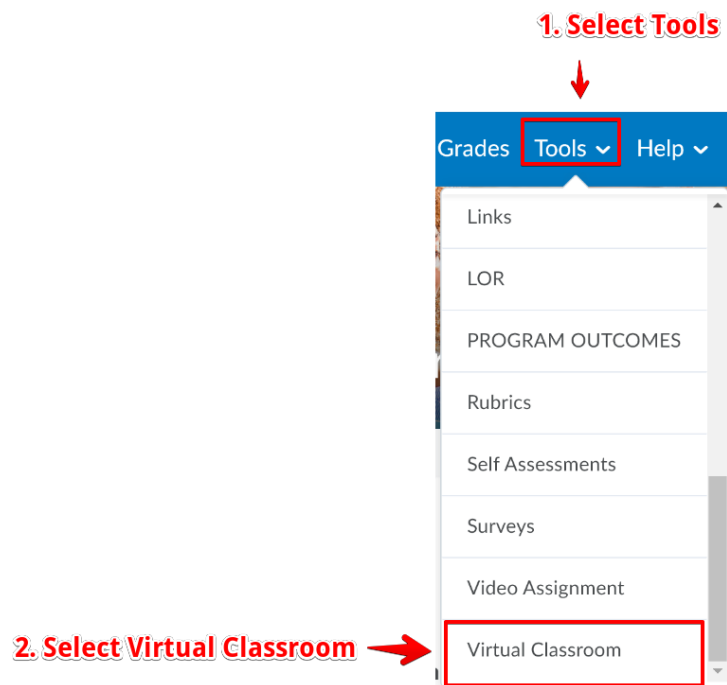 1. Select Tools
Grades Tools Help
Links
LOR
PROGRAM OUTCOMES
Rubrics
Self Assessments
Surveys
Video Assignment
2. Select Virtual Classroom
Virtual Classroom